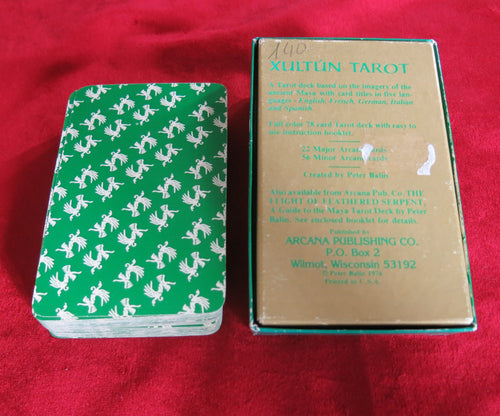 140
XULTÚN TAROT
A Tarot deck based on the imagery of the
ancient Maya with card titles in five lan-
guages - English, French, German, Italian
and Spanish.
Full color 78 card Tarot deck with easy to
use instruction booklet.
22 Major Arcana cards
56 Minor Arcana cards
Created by Peter Balin
Also available from Arcana Pub. Co. THE
FLIGHT OF FEATHERED SERPENT,
A Guide to the Maya Tarot Deck by Peter
Balin. See enclosed booklet for details.
Published by
ARCANA PUBLISHING CO.
P.O. Box 2
Wilmot, Wisconsin 53192
© Peter Balin 1976
Printed in U.S.A.